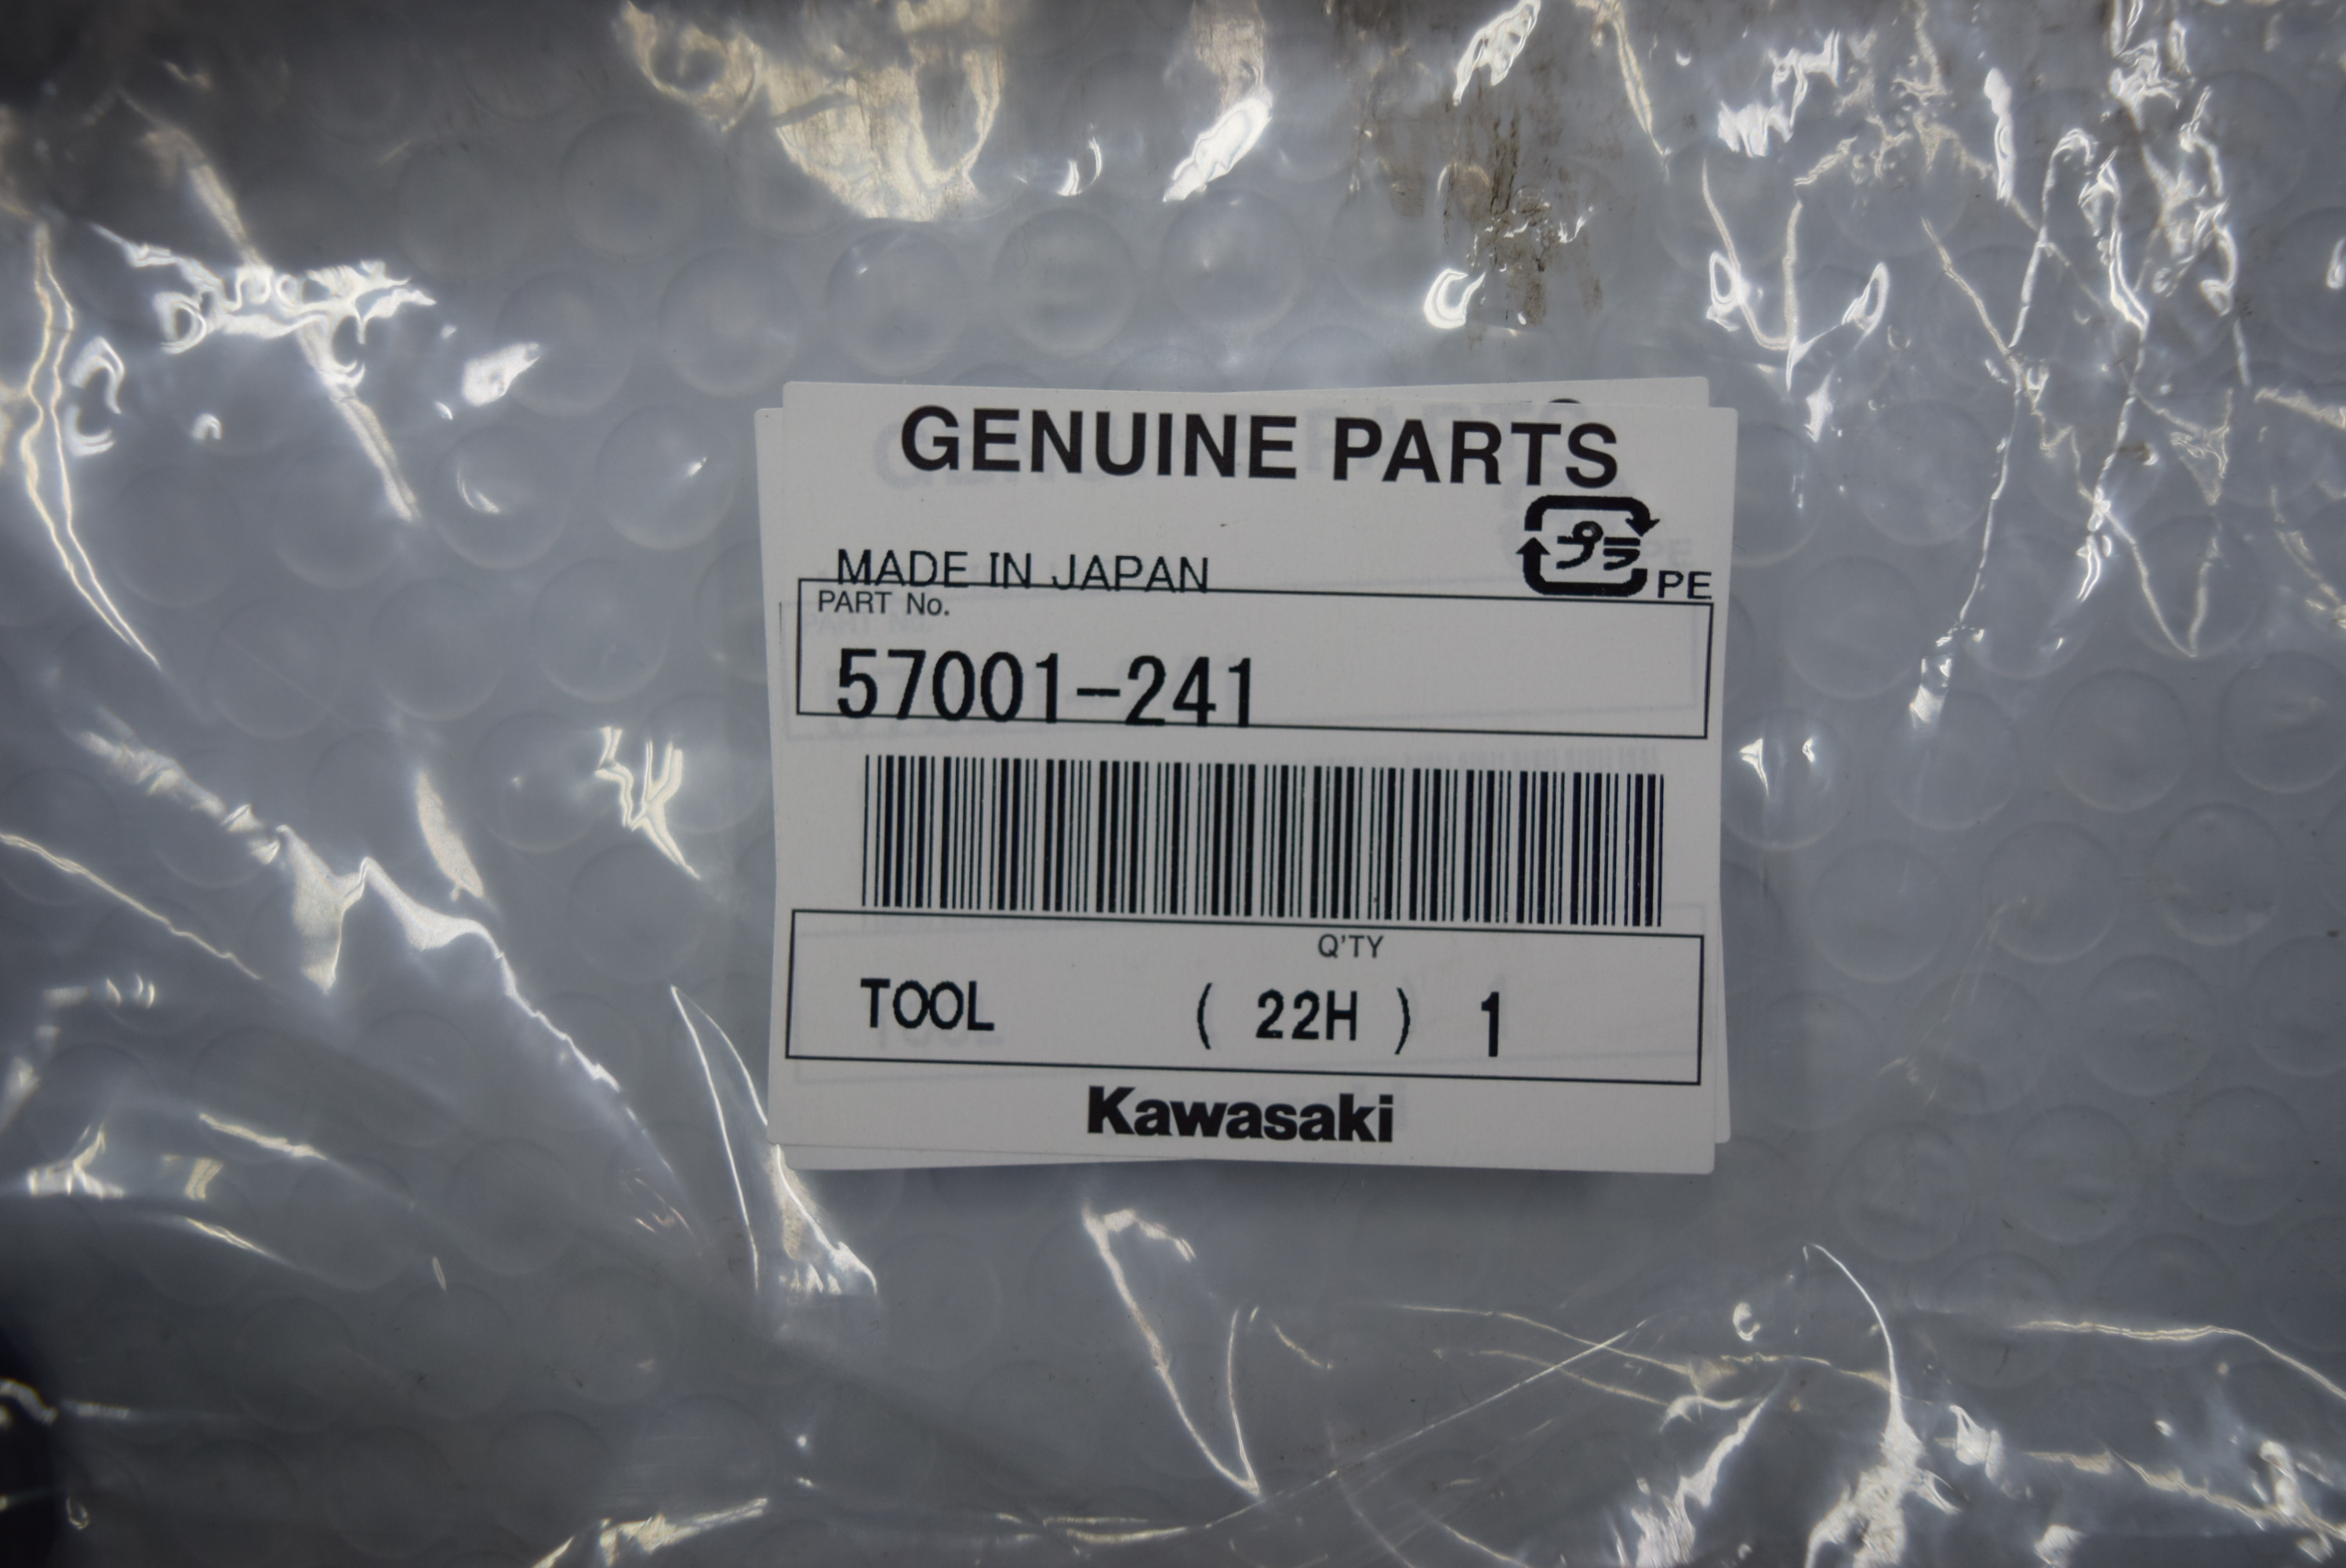 GENUINE PARTS
プラ
MADE IN JAPAN
PE
PART No.
57001-241
Q'TY
TOOL ( 22H ) 1
Kawasaki